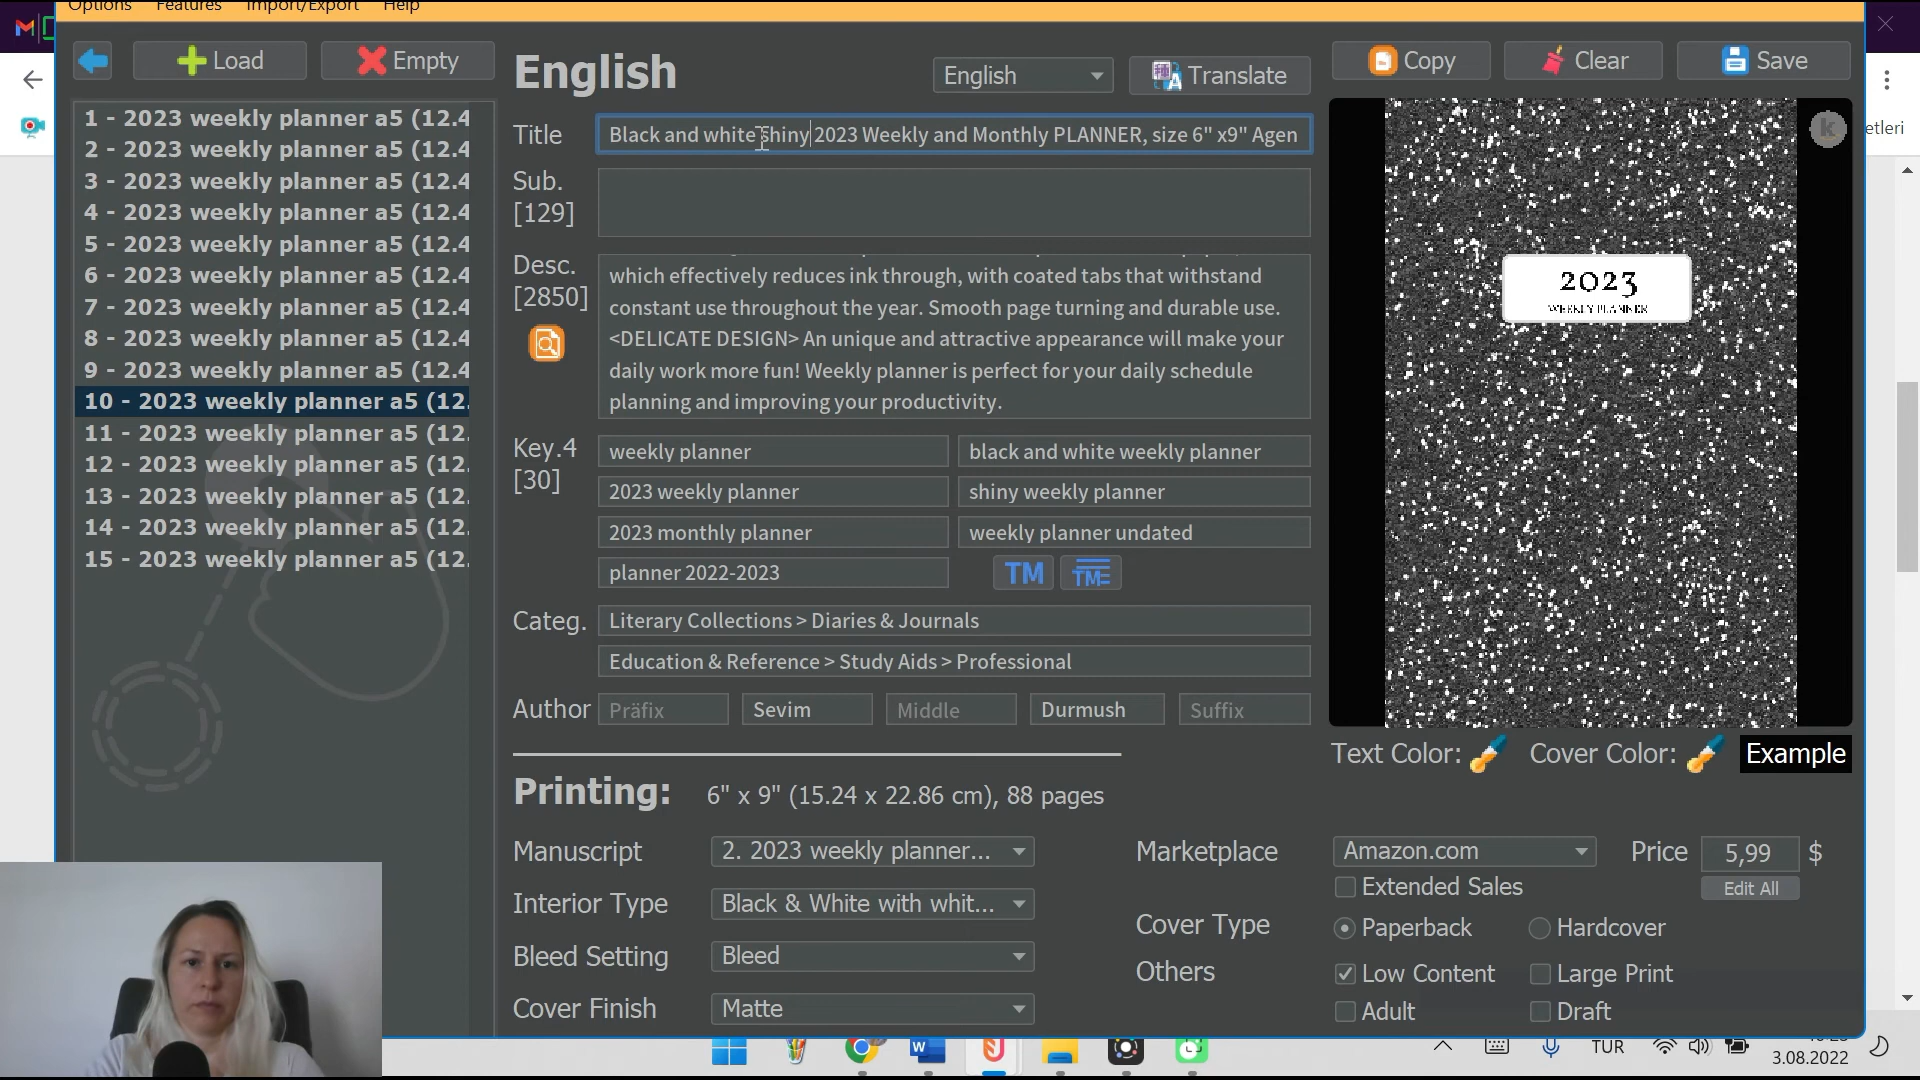 Options Features Import/Export Help
Load
Empty
English
English
Translate
Copy
Clear
Save
Title
Black and white shiny 2023 Weekly and Monthly PLANNER, size 6" x9" Agen
Sub.
[129]
Desc.
[2850]
which effectively reduces ink through, with coated tabs that withstand
constant use throughout the year. Smooth page turning and durable use.
<DELICATE DESIGN> An unique and attractive appearance will make your
daily work more fun! Weekly planner is perfect for your daily schedule
planning and improving your productivity.
1 - 2023 weekly planner a5 (12.4
2 - 2023 weekly planner a5 (12.4
3 - 2023 weekly planner a5 (12.4
4 - 2023 weekly planner a5 (12.4
5 - 2023 weekly planner a5 (12.4
6 - 2023 weekly planner a5 (12.4
7 - 2023 weekly planner a5 (12.4
8 - 2023 weekly planner a5 (12.4
9 - 2023 weekly planner a5 (12.4
10 - 2023 weekly planner a5 (12.
11 - 2023 weekly planner a5 (12.
12 - 2023 weekly planner a5 (12.
13 - 2023 weekly planner a5 (12.
14 - 2023 weekly planner a5 (12.
15 - 2023 weekly planner a5 (12.
Key.4
[30]
weekly planner
black and white weekly planner
2023 weekly planner
shiny weekly planner
2023 monthly planner
weekly planner undated
planner 2022-2023
TM
TM
Categ.
Literary Collections > Diaries & Journals
Education & Reference > Study Aids > Professional
Author
Präfix
Sevim
Middle
Durmush
Suffix
k
etleri
2023
WEEKLY PLANNER
Text Color:
Cover Color:
Example
Printing:
6" x 9" (15.24 x 22.86 cm), 88 pages
Manuscript
2. 2023 weekly planner...
Interior Type
Black & White with whit...
Bleed Setting
Bleed
Cover Finish
Matte
Marketplace
Amazon.com
Price
5,99
$
Extended Sales
Edit All
Cover Type
Paperback
Hardcover
Others
Low Content
Large Print
Adult
Draft
TUR
3.08.2022